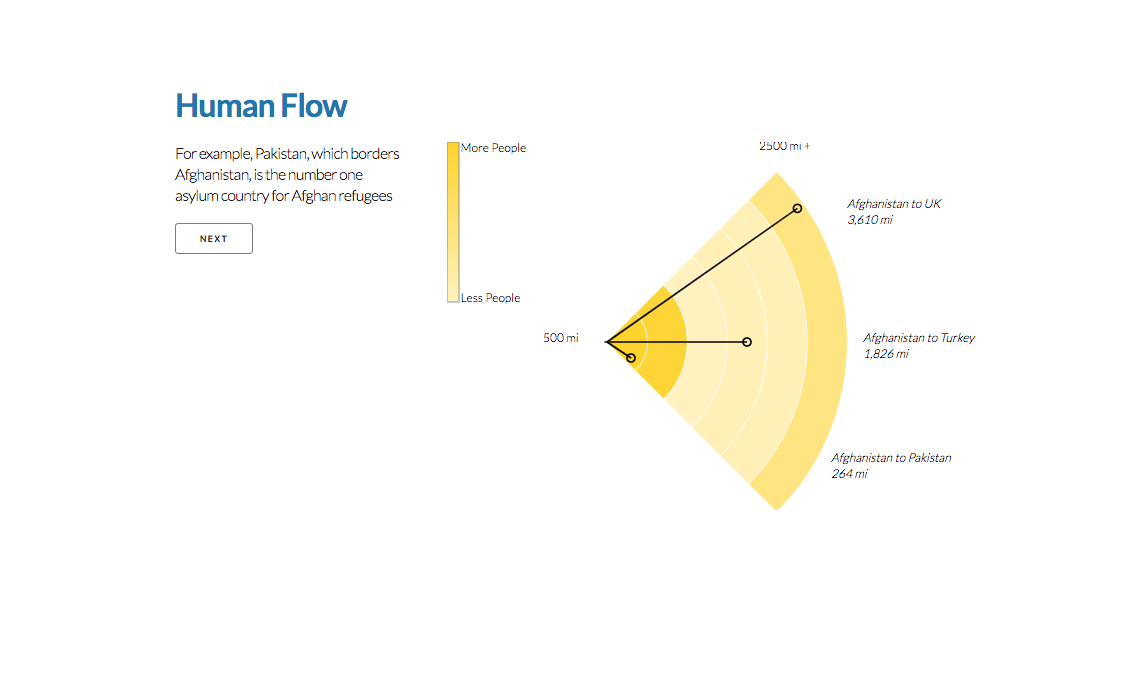 Human Flow
For example, Pakistan, which borders
Afghanistan, is the number one
asylum country for Afghan refugees
NEXT
More People
Less People
500 mi
2500 mi +
Afghanistan to UK
3,610 mi
Afghanistan to Turkey
1,826 mi
Afghanistan to Pakistan
264 mi